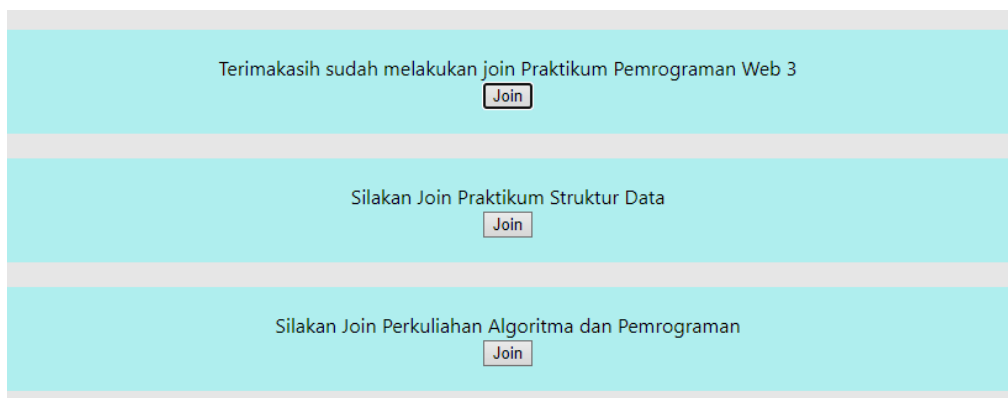 Terimakasih sudah melakukan join Praktikum Pemrograman Web 3
Join
Silakan Join Praktikum Struktur Data
Join
Silakan Join Perkuliahan Algoritma dan Pemrograman
Join